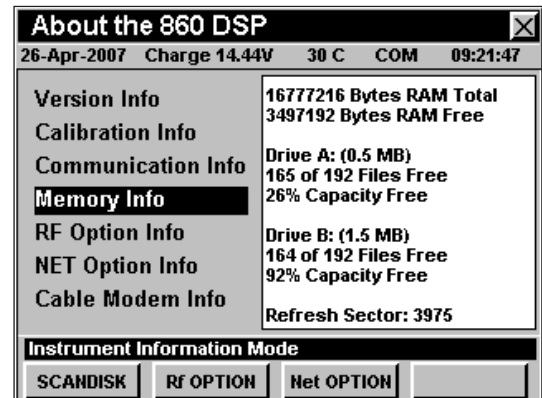 About the 860 DSP
26-Apr-2007 Charge 14.44V 30 C COM 09:21:47
Version Info
Calibration Info
Communication Info
Memory Info
RF Option Info
NET Option Info
Cable Modem Info
16777216 Bytes RAM Total
3497192 Bytes RAM Free
Drive A: (0.5 MB)
165 of 192 Files Free
26% Capacity Free
Drive B: (1.5 MB)
164 of 192 Files Free
92% Capacity Free
Refresh Sector: 3975
Instrument Information Mode
SCANDISK Rf OPTION Net OPTION